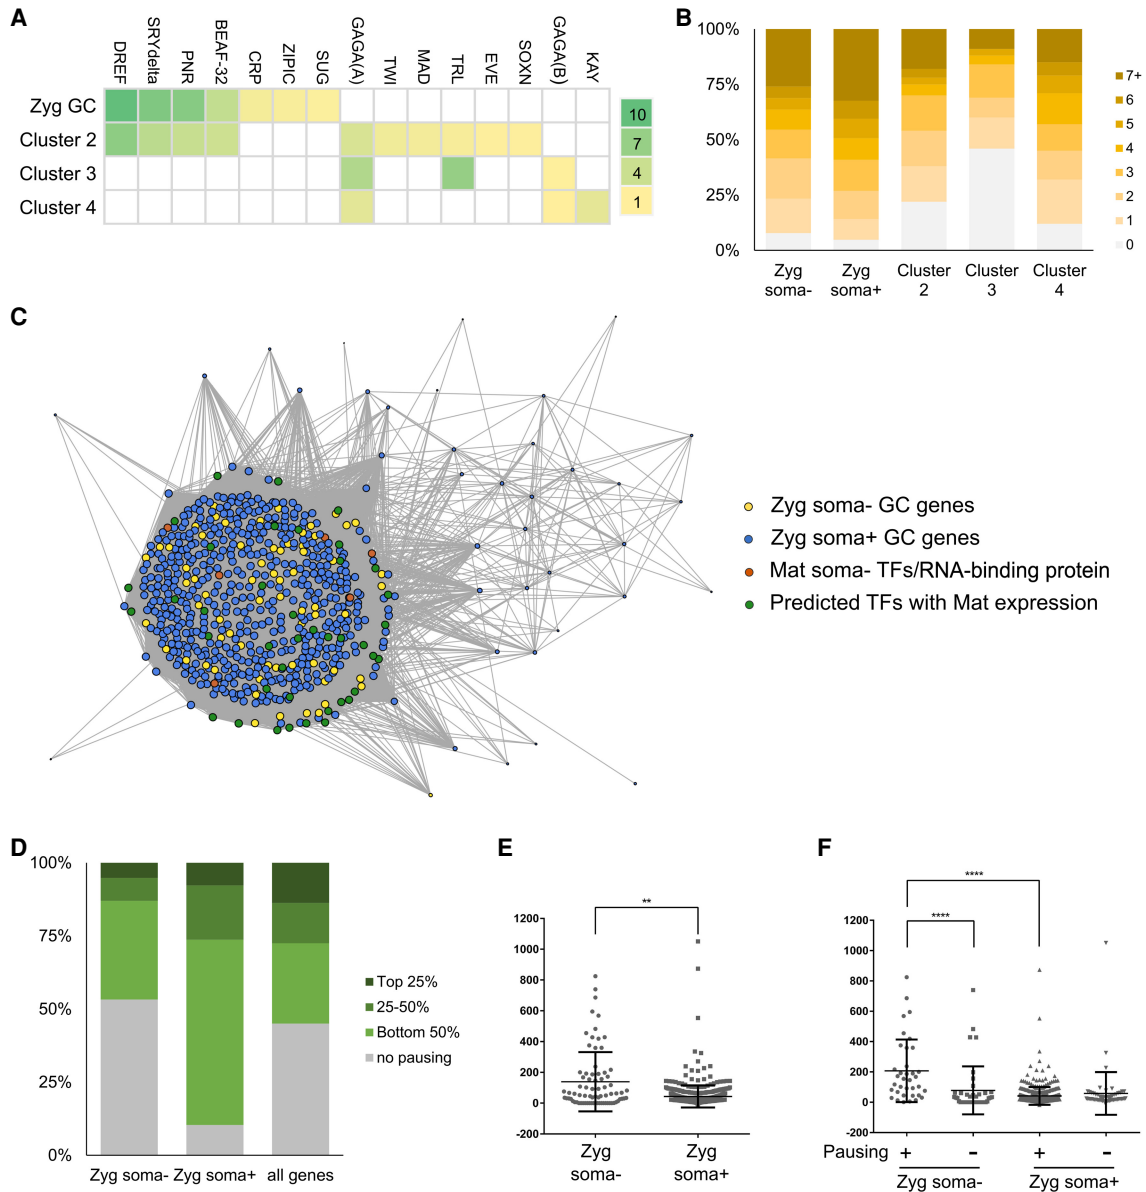 A
DREF SRYdelta PNR BEAF-32 CRP ZIPIC SUG GAGA(A) TWI MAD TRL EVE SOXN GAGA(B) KAY
Zyg GC
Cluster 2
Cluster 3
Cluster 4
10
7
4
1
B
100%
75%
50%
25%
0%
Zyg soma-
Zyg soma+
Cluster 2
Cluster 3
Cluster 4
7+
6
5
4
3
2
1
0
C
Zyg soma- GC genes
Zyg soma+ GC genes
Mat soma- TFs/RNA-binding protein
Predicted TFs with Mat expression
D
100%
75%
50%
25%
0%
Zyg soma- Zyg soma+ all genes
Top 25%
25-50%
Bottom 50%
no pausing
E
**
1200
1000
800
600
400
200
0
-200
Zyg soma-
Zyg soma+
F
****
****
1200
1000
800
600
400
200
0
-200
Pausing + - + -
Zyg soma- Zyg soma+